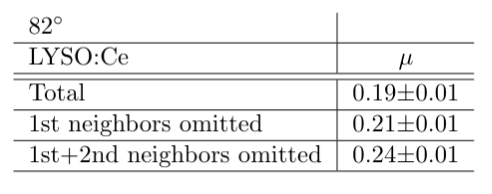 82°
LYSO:Ce μ
Total 0.19±0.01
1st neighbors omitted 0.21±0.01
1st+2nd neighbors omitted 0.24±0.01